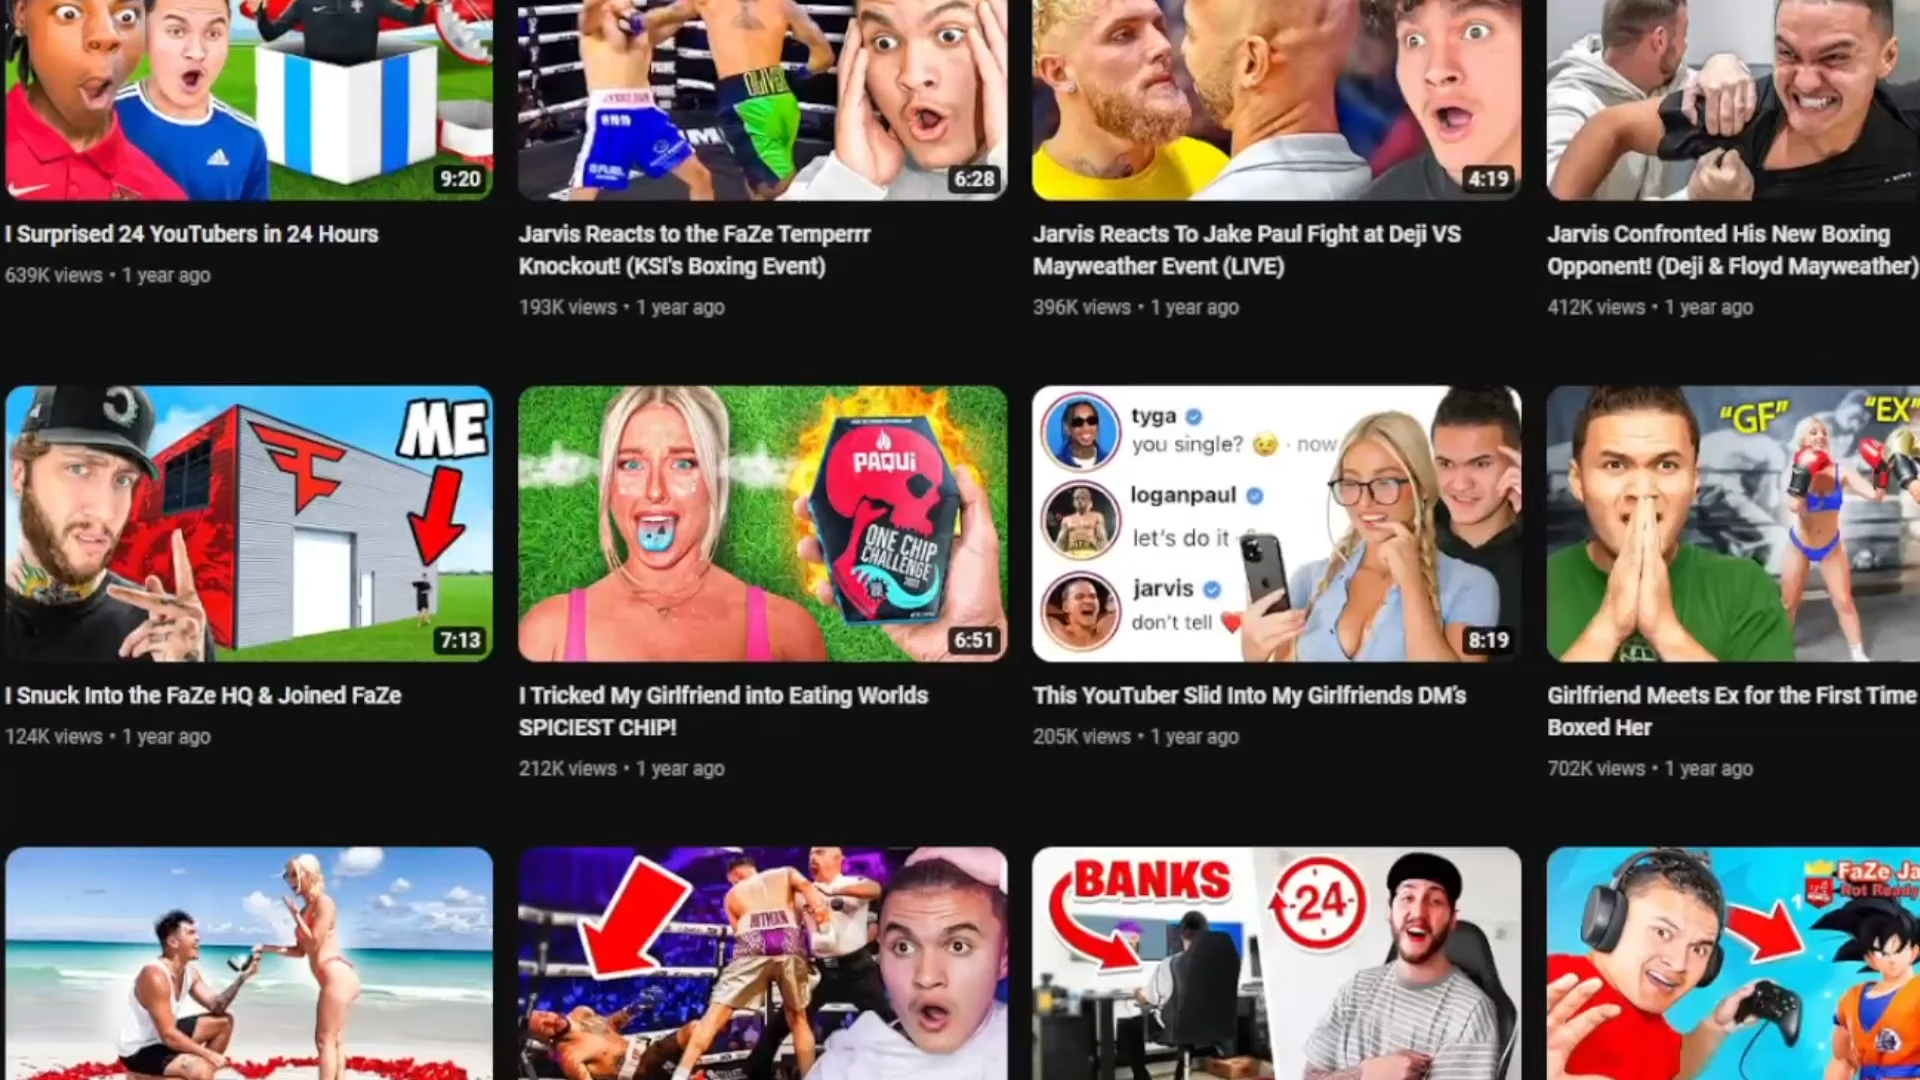 9:20
6:28
4:19
I Surprised 24 YouTubers in 24 Hours
639K views • 1 year ago
Jarvis Reacts to the FaZe Temperrr
Knockout! (KSI's Boxing Event)
193K views • 1 year ago
Jarvis Reacts To Jake Paul Fight at Deji VS
Mayweather Event (LIVE)
396K views • 1 year ago
Jarvis Confronted His New Boxing
Opponent! (Deji & Floyd Mayweather)
412K views • 1 year ago
ME
7:13
PAQUI
ONE CHIP
CHALLENGE
6:51
tyga
you single? 😉 · now
loganpaul
let's do it
jarvis
don't tell ❤️
8:19
"GF"
"EX"
I Snuck Into the FaZe HQ & Joined FaZe
124K views • 1 year ago
I Tricked My Girlfriend into Eating Worlds
SPICIEST CHIP!
212K views • 1 year ago
This YouTuber Slid Into My Girlfriends DM's
205K views • 1 year ago
Girlfriend Meets Ex for the First Time
Boxed Her
702K views • 1 year ago
HITMAN
BANKS
24
FaZe Ja
Not Ready